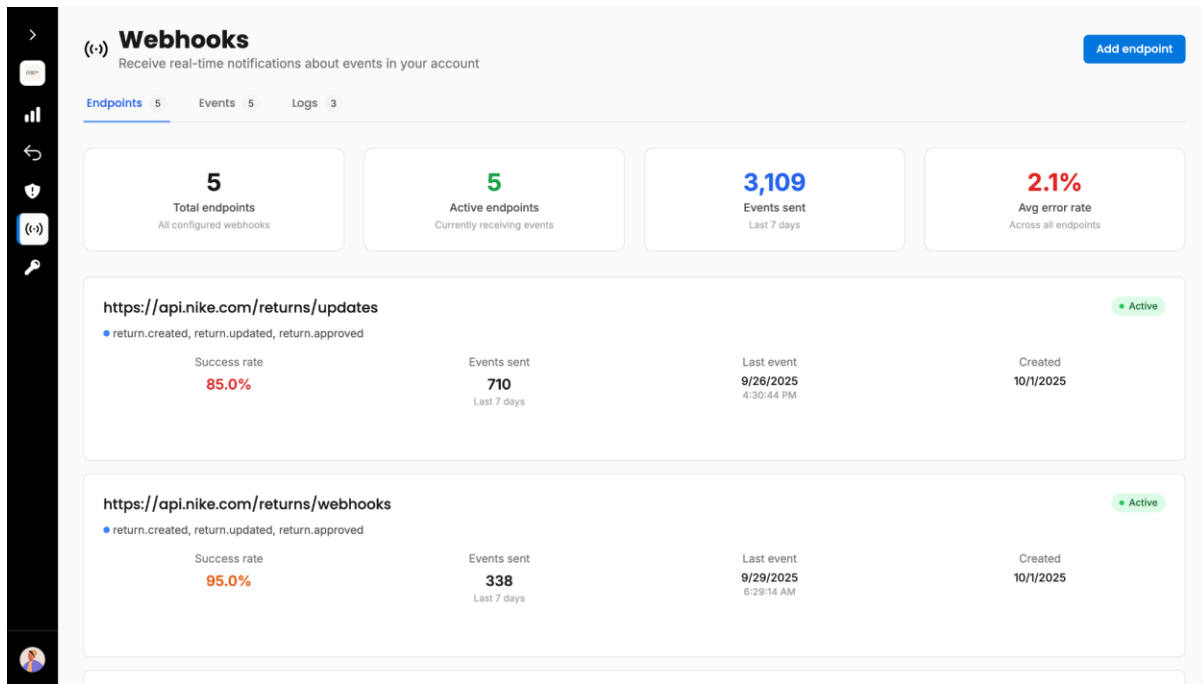 Webhooks
Receive real-time notifications about events in your account
Add endpoint
Endpoints 5 Events 5 Logs 3
5
Total endpoints
All configured webhooks
5
Active endpoints
Currently receiving events
3,109
Events sent
Last 7 days
2.1%
Avg error rate
Across all endpoints
https://api.nike.com/returns/updates
Active
return.created, return.updated, return.approved
Success rate
85.0%
Events sent
710
Last 7 days
Last event
9/26/2025
4:30:44 PM
Created
10/1/2025
https://api.nike.com/returns/webhooks
Active
return.created, return.updated, return.approved
Success rate
95.0%
Events sent
338
Last 7 days
Last event
9/29/2025
6:29:14 AM
Created
10/1/2025